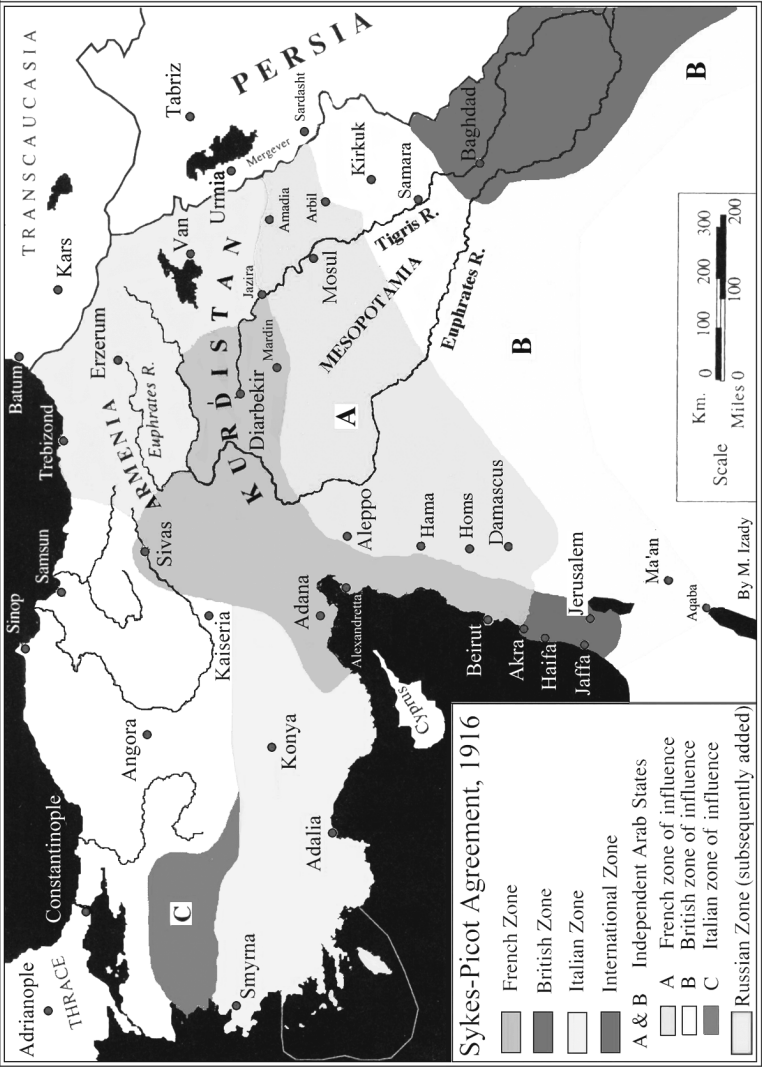 TRANSCAUCASIA
PERSIA
Adrianople
THRACE
Constantinople
Sinop
Samsun
Trebizond
Batum
Kars
Tabriz
Angora
ARMENIA
Erzerum
Euphrates R.
Van
Urmia
Mergever
Sardasht
Sivas
Kaiseria
KURDISTAN
Diarbekir
Mardin
Jazira
Amadia
Arbil
Kirkuk
Mosul
Samara
Baghdad
Tigris R.
MESOPOTAMIA
Euphrates R.
C
Smyrna
Konya
Adalia
Adana
Alexandretta
Aleppo
A
B
B
Cyprus
Hama
Homs
Damascus
Beirut
Akra
Haifa
Jaffa
Jerusalem
Ma'an
Aqaba
Sykes-Picot Agreement, 1916
French Zone
British Zone
Italian Zone
International Zone
A & B Independent Arab States
A French zone of influence
B British zone of influence
C Italian zone of influence
Russian Zone (subsequently added)
Km. 0 100 200 300
Scale
Miles 0 100 200
By M. Izady